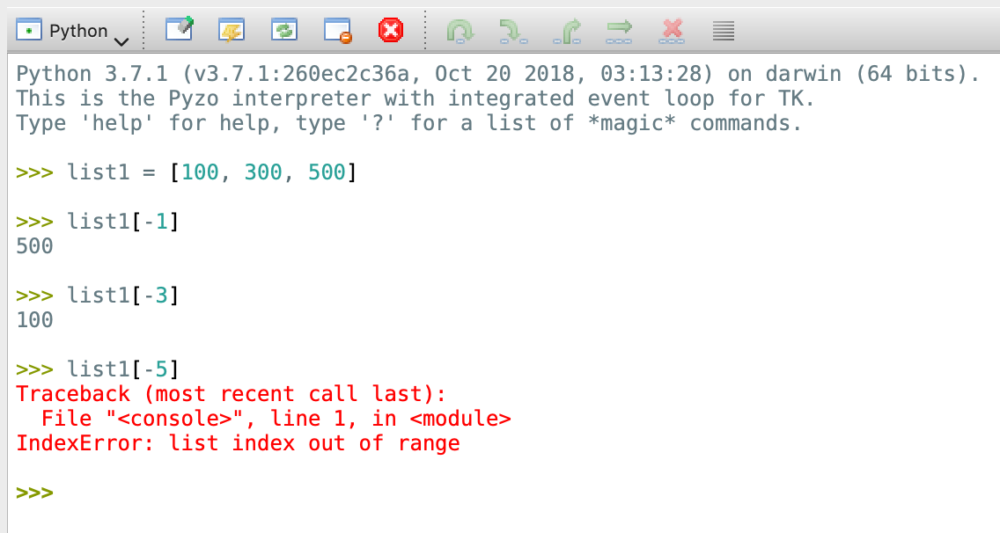 Python
Python 3.7.1 (v3.7.1:260ec2c36a, Oct 20 2018, 03:13:28) on darwin (64 bits).
This is the Pyzo interpreter with integrated event loop for TK.
Type 'help' for help, type '?' for a list of *magic* commands.
>>> list1 = [100, 300, 500]
>>> list1[-1]
500
>>> list1[-3]
100
>>> list1[-5]
Traceback (most recent call last):
  File "<console>", line 1, in <module>
IndexError: list index out of range
>>>